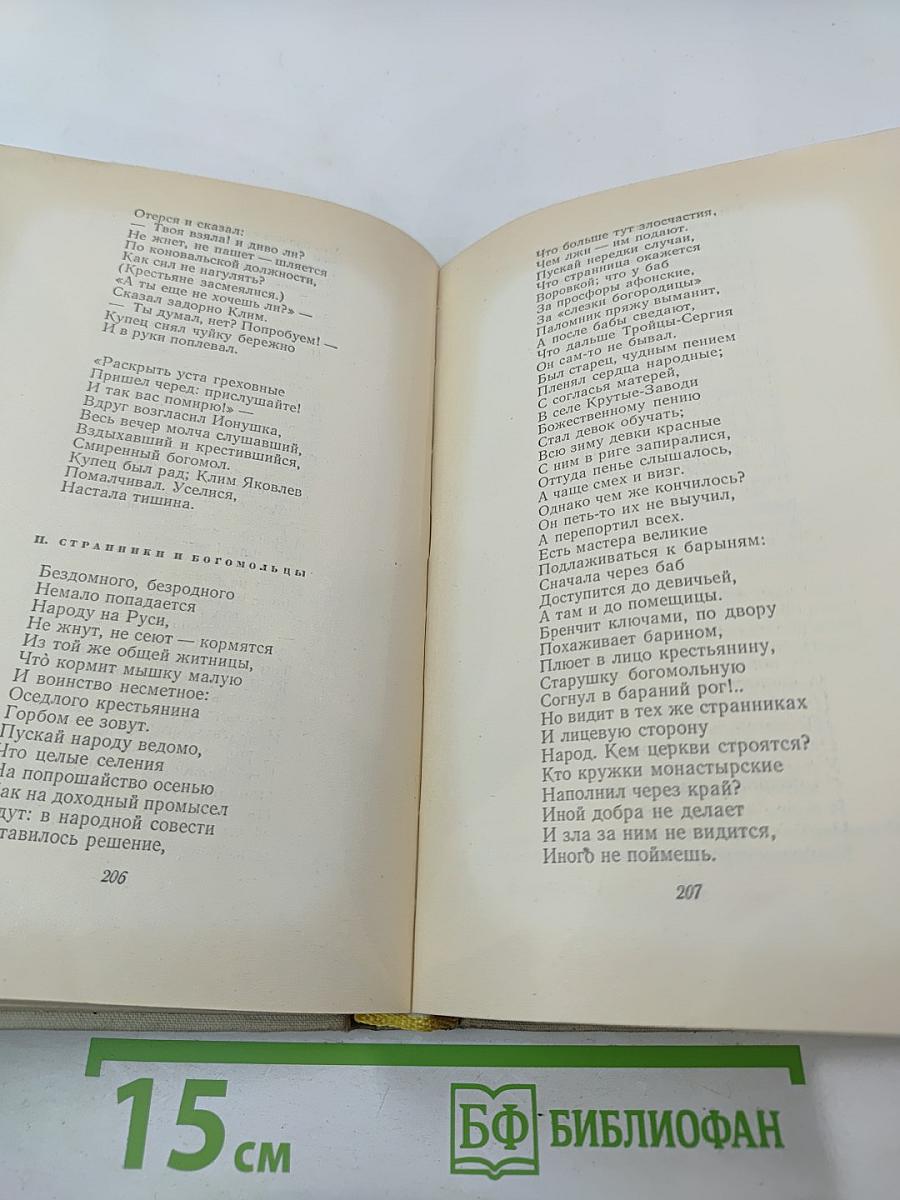 Отерся и сказал:
— Твоя взяла! и диво ли?
Не жнет, не пашет — шляется
По коновальской должности,
Как сил не нагулять?
(Крестьяне засмеялися.)
«А ты еще не хочешь ли?» —
Сказал задорно Клим.
— Ты думал, нет? Попробуем! —
Купец снял чуйку бережно
И в руки поплевал.
«Раскрыть уста греховные
Пришел черед: прислушайте!
И так вас помирю!» —
Вдруг возгласил Ионушка,
Весь вечер молча слушавший,
Вздыхавший и крестившийся,
Смиренный богомол.
Купец был рад; Клим Яковлев
Помалчивал. Уселися,
Настала тишина.
II. СТРАННИКИ И БОГОМОЛЬЦЫ
Бездомного, безродного
Немало попадается
Народу на Руси,
Не жнут, не сеют — кормятся
Из той же общей житницы,
Что̀ кормит мышку малую
И воинство несметное:
Оседлого крестьянина
Горбом ее зовут.
Пускай народу ведомо,
Что целые селения
На попрошайство осенью
ак на доходный промысел
дут: в народной совести
тавилось решение,
206
Что больше тут злосчастия,
Чем лжи — им подают.
Пускай нередки случаи,
Что странница окажется
Воровкой; что у баб
За просфоры афонские,
За «слезки богородицы»
Паломник пряжу выманит,
А после бабы сведают,
Что дальше Тройцы-Сергия
Он сам-то не бывал.
Был старец, чудным пением
Пленял сердца народные;
С согласья матерей,
В селе Крутые-Заводи
Божественному пению
Стал девок обучать;
Всю зиму девки красные
С ним в риге запиралися,
Оттуда пенье слышалось,
А чаще смех и визг.
Однако чем же кончилось?
Он петь-то их не выучил,
А перепортил всех.
Есть мастера великие
Подлаживаться к барыням:
Сначала через баб
Доступится до девичьей,
А там и до помещицы.
Бренчит ключами, по двору
Похаживает барином,
Плюет в лицо крестьянину,
Старушку богомольную
Согнул в бараний рог!..
Но видит в тех же странниках
И лицевую сторону
Народ. Кем церкви строятся?
Кто кружки монастырские
Наполнил через край?
Иной добра не делает
И зла за ним не видится,
Иного не поймешь.
207
15 см
БФ БИБЛИОФАН